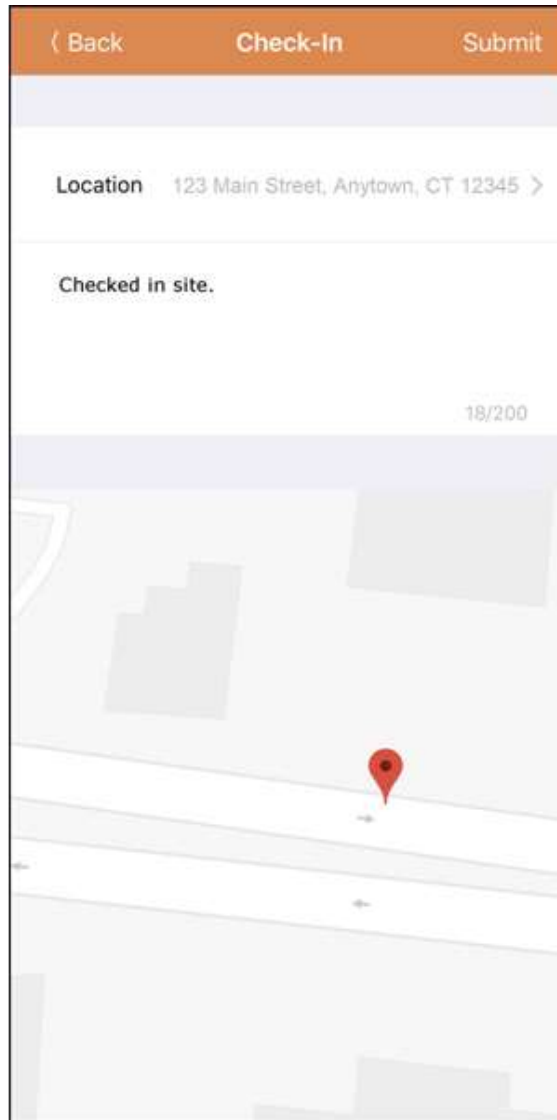 Back Check-In Submit
Location 123 Main Street, Anytown, CT 12345
Checked in site.
18/200